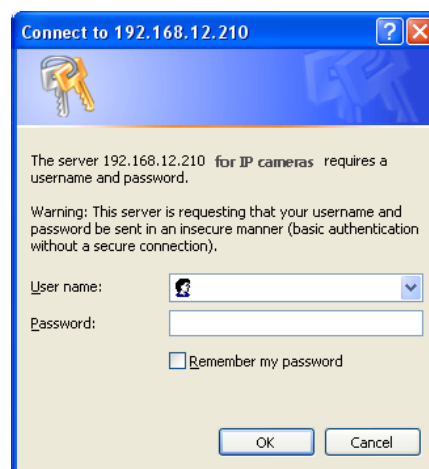 Connect to 192.168.12.210
The server 192.168.12.210 for IP cameras requires a
username and password.
Warning: This server is requesting that your username and
password be sent in an insecure manner (basic authentication
without a secure connection).
User name:
Password:
Remember my password
OK
Cancel